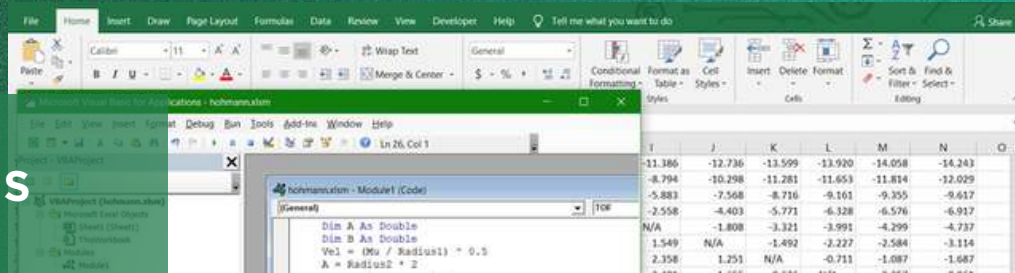 File Home Insert Draw Page Layout Formulas Data Review View Developer Help Tell me what you want to do Share
Calibri 11 A A Wrap Text General
Paste B I U A Merge & Center $ % Conditional Format as Cell Insert Delete Format Sort & Find &
Formatting Table Styles Filter Select
Styles Cells Editing
Microsoft Visual Basic for Applications - hohmann.xlsm
File Edit View Insert Format Debug Run Tools Add-Ins Window Help
Ln 26, Col 1
I J K L M N O
Project - VBAProject
-11.386 -12.736 -13.599 -13.920 -14.058 -14.243
-8.794 -10.298 -11.281 -11.653 -11.814 -12.029
S
hohmann.xlsm - Module1 (Code)
-5.883 -7.568 -8.716 -9.161 -9.355 -9.617
VBAProject (hohmann.xlsm)
(General) TOF
-2.558 -4.403 -5.771 -6.328 -6.576 -6.917
Microsoft Excel Objects
Dim A As Double
N/A -1.808 -3.321 -3.991 -4.299 -4.737
Sheet1 (Sheet1)
Dim B As Double
1.549 N/A -1.492 -2.227 -2.584 -3.114
ThisWorkbook
Vel = (Mu / Radius1) ^ 0.5
2.358 1.251 N/A -0.711 -1.087 -1.687
Modules
A = Radius2 * 2
Module1